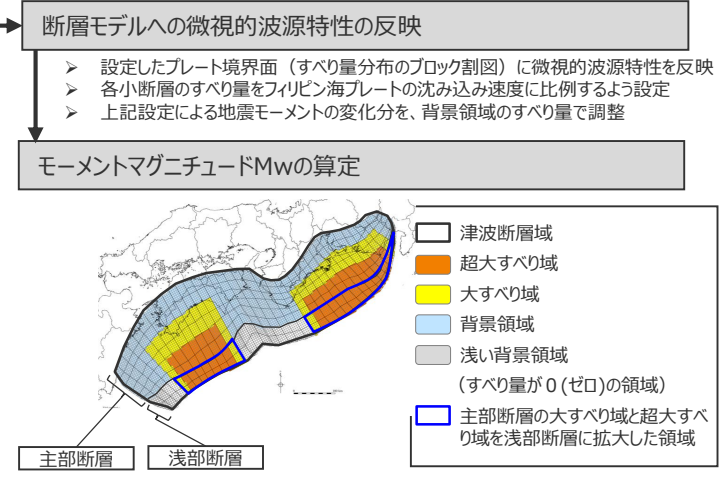 断層モデルへの微視的波源特性の反映
➢ 設定したプレート境界面（すべり量分布のブロック割図）に微視的波源特性を反映
➢ 各小断層のすべり量をフィリピン海プレートの沈み込み速度に比例するよう設定
➢ 上記設定による地震モーメントの変化分を、背景領域のすべり量で調整
モーメントマグニチュードMwの算定
津波断層域
超大すべり域
大すべり域
背景領域
浅い背景領域
（すべり量が０(ゼロ)の領域）
主部断層の大すべり域と超大すべ
り域を浅部断層に拡大した領域
主部断層
浅部断層